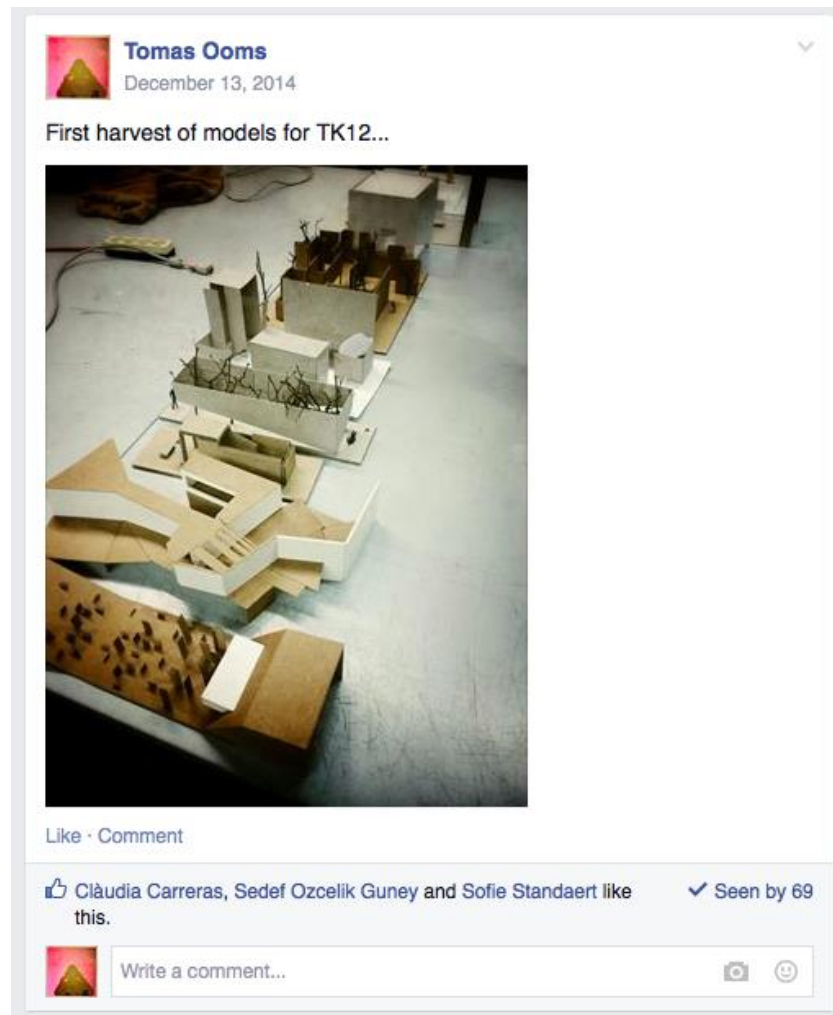 Tomas Ooms
December 13, 2014
First harvest of models for TK12...
Like · Comment
Clàudia Carreras, Sedef Ozcelik Guney and Sofie Standaert like
this.
Seen by 69
Write a comment...